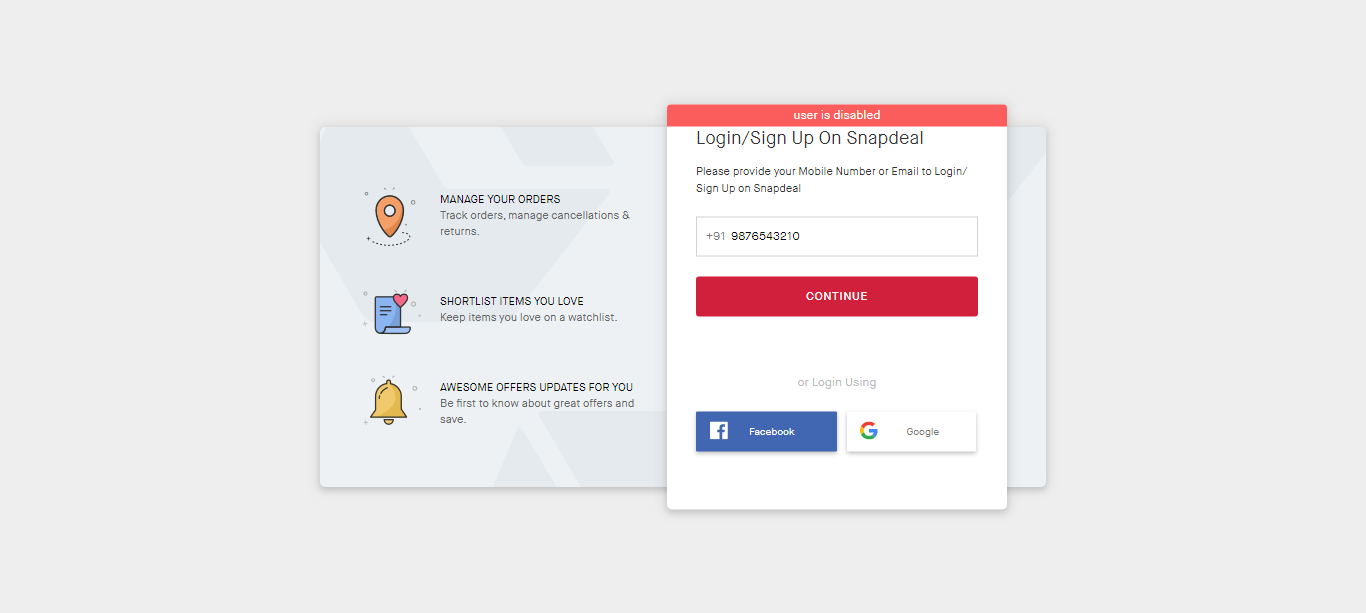 user is disabled
Login/Sign Up On Snapdeal
Please provide your Mobile Number or Email to Login/
Sign Up on Snapdeal
+91 9876543210
CONTINUE
or Login Using
Facebook
Google
MANAGE YOUR ORDERS
Track orders, manage cancellations &
returns.
SHORTLIST ITEMS YOU LOVE
Keep items you love on a watchlist.
AWESOME OFFERS UPDATES FOR YOU
Be first to know about great offers and
save.